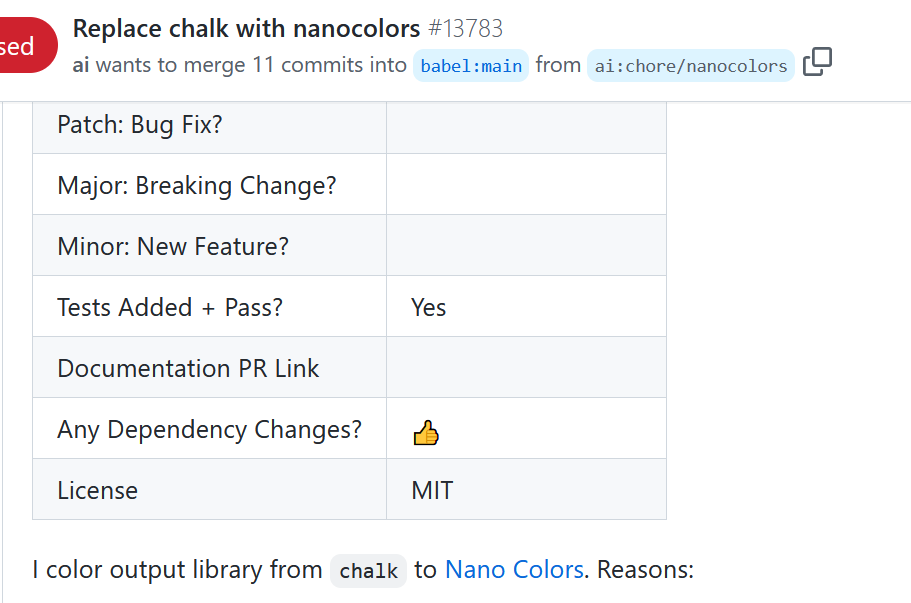 Replace chalk with nanocolors #13783
sed
ai wants to merge 11 commits into babel:main from ai:chore/nanocolors
Patch: Bug Fix?
Major: Breaking Change?
Minor: New Feature?
Tests Added + Pass? Yes
Documentation PR Link
Any Dependency Changes? 👍
License MIT
I color output library from chalk to Nano Colors. Reasons: